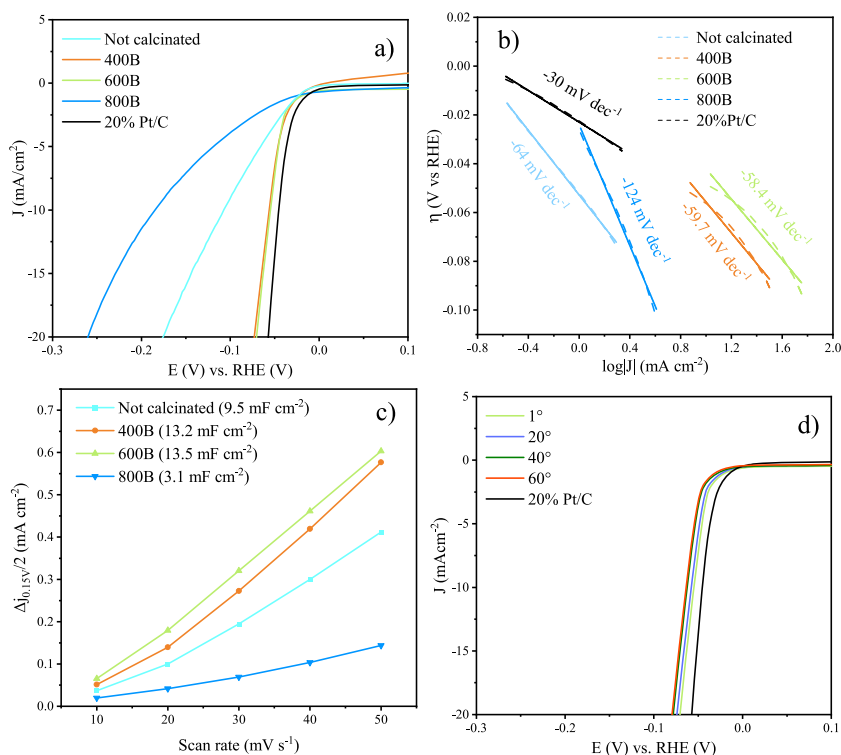 a)
Not calcinated
400B
600B
800B
20% Pt/C
5
0
-5
-10
-15
-20
-0.3
-0.2
-0.1
0.0
0.1
J (mA/cm²)
E (V) vs. RHE (V)
b)
Not calcinated
400B
600B
800B
20%Pt/C
-30 mV dec⁻¹
-64 mV dec⁻¹
-124 mV dec⁻¹
-59.7 mV dec⁻¹
-58.4 mV dec⁻¹
0.02
0.00
-0.02
-0.04
-0.06
-0.08
-0.10
-0.6
0.0
0.6
1.2
1.8
2.0
η (V vs RHE)
log|J| (mA cm⁻²)
c)
Not calcinated (9.5 mF cm⁻²)
400B (13.2 mF cm⁻²)
600B (13.5 mF cm⁻²)
800B (3.1 mF cm⁻²)
0.7
0.6
0.5
0.4
0.3
0.2
0.1
0.0
10
20
30
40
50
Δj₀.₁₅ᵥ/2 (mA cm⁻²)
Scan rate (mV s⁻¹)
d)
1°
20°
40°
60°
20% Pt/C
5
0
-5
-10
-15
-20
-0.3
-0.2
-0.1
0.0
0.1
J (mAcm⁻²)
E (V) vs. RHE (V)